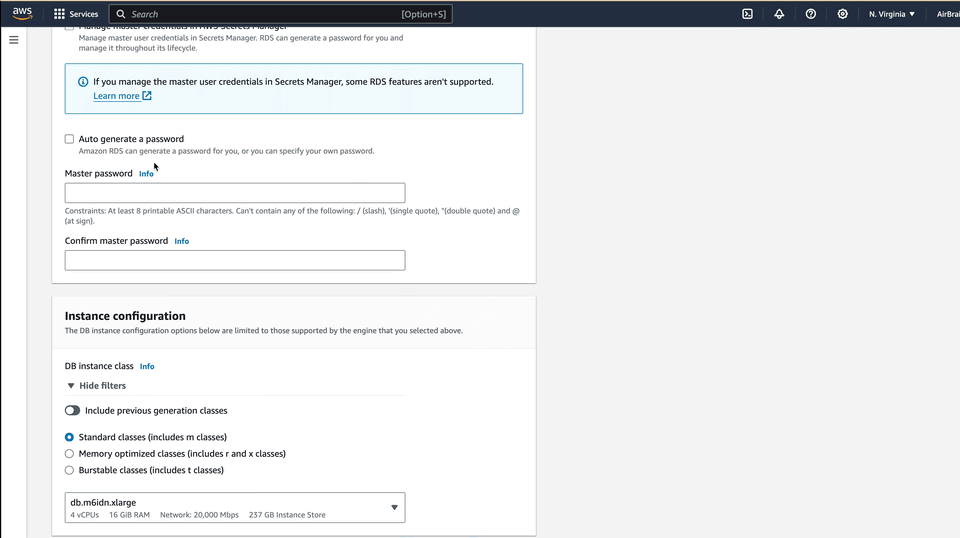 aws
Services
Search
[Option+S]
N. Virginia
AirBrai
Manage master credentials in AWS Secrets Manager
Manage master user credentials in Secrets Manager. RDS can generate a password for you and
manage it throughout its lifecycle.
If you manage the master user credentials in Secrets Manager, some RDS features aren't supported.
Learn more
Auto generate a password
Amazon RDS can generate a password for you, or you can specify your own password.
Master password Info
Constraints: At least 8 printable ASCII characters. Can't contain any of the following: / (slash), '(single quote), "(double quote) and @
(at sign).
Confirm master password Info
Instance configuration
The DB instance configuration options below are limited to those supported by the engine that you selected above.
DB instance class Info
Hide filters
Include previous generation classes
Standard classes (includes m classes)
Memory optimized classes (includes r and x classes)
Burstable classes (includes t classes)
db.m6idn.xlarge
4 vCPUs 16 GiB RAM Network: 20,000 Mbps 237 GB Instance Store